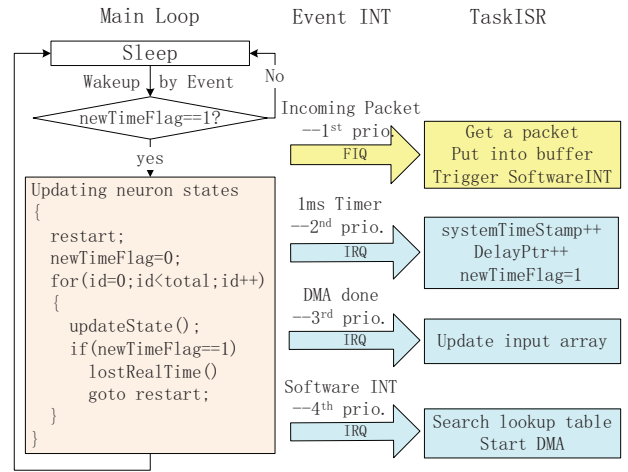 Main Loop
Event INT
TaskISR
Sleep
Wakeup by Event
No
newTimeFlag==1?
yes
Updating neuron states
{
restart;
newTimeFlag=0;
for(id=0;id<total;id++)
{
updateState();
if(newTimeFlag==1)
lostRealTime()
goto restart;
}
}
Incoming Packet
--1st prio.
FIQ
Get a packet
Put into buffer
Trigger SoftwareINT
1ms Timer
--2nd prio.
IRQ
systemTimeStamp++
DelayPtr++
newTimeFlag=1
DMA done
--3rd prio.
IRQ
Update input array
Software INT
--4th prio.
IRQ
Search lookup table
Start DMA